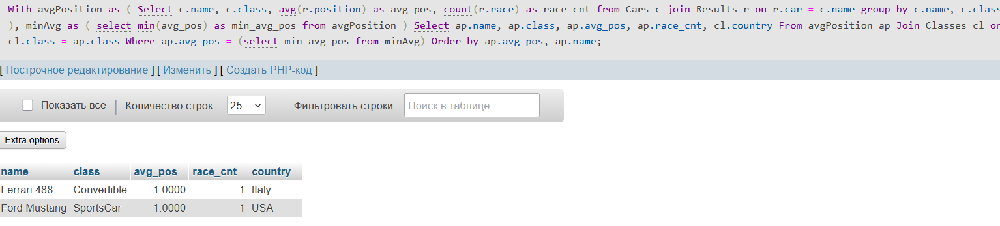 With avgPosition as ( Select c.name, c.class, avg(r.position) as avg_pos, count(r.race) as race_cnt from Cars c join Results r on r.car = c.name group by c.name, c.class
), minAvg as ( select min(avg_pos) as min_avg_pos from avgPosition ) Select ap.name, ap.class, ap.avg_pos, ap.race_cnt, cl.country From avgPosition ap Join Classes cl on
cl.class = ap.class Where ap.avg_pos = (select min_avg_pos from minAvg) Order by ap.avg_pos, ap.name;
[ Построчное редактирование ] [ Изменить ] [ Создать PHP-код ]
Показать все | Количество строк: 25 Фильтровать строки: Поиск в таблице
Extra options
name class avg_pos race_cnt country
Ferrari 488 Convertible 1.0000 1 Italy
Ford Mustang SportsCar 1.0000 1 USA